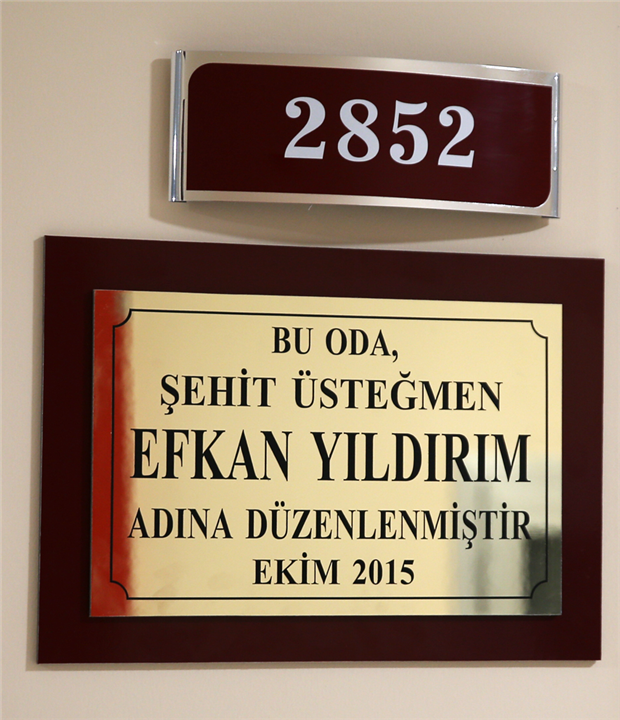 2852
BU ODA,
ŞEHİT ÜSTEĞMEN
EFKAN YILDIRIM
ADINA DÜZENLENMİŞTİR
EKİM 2015